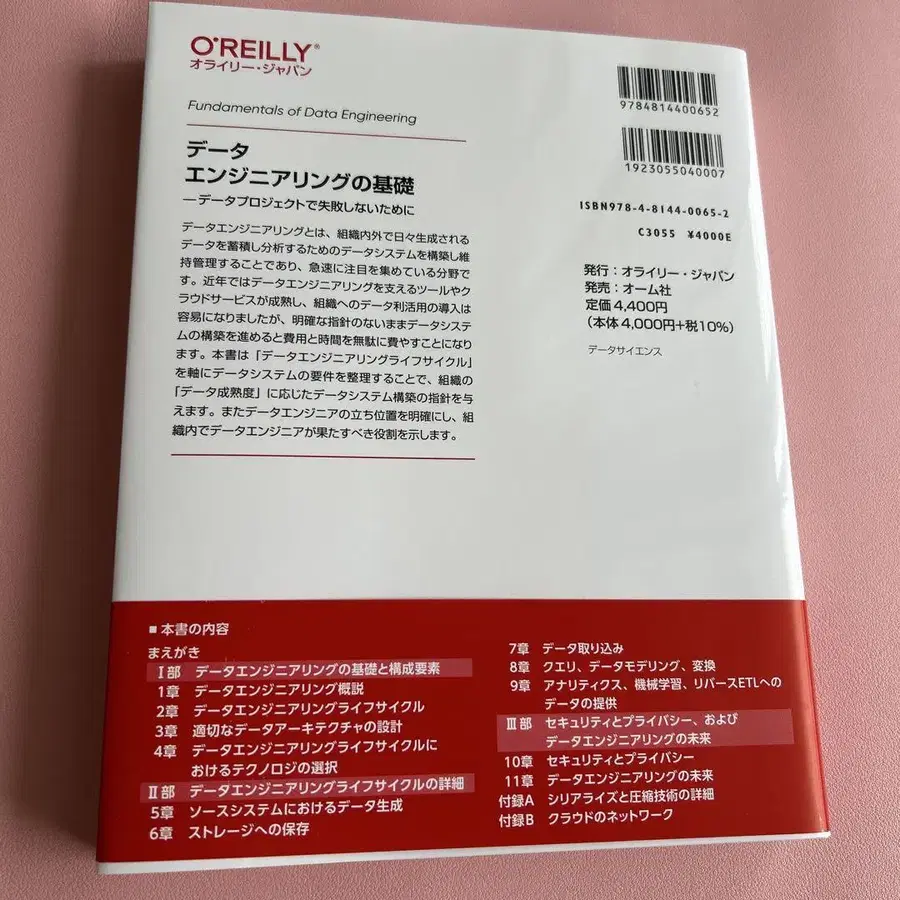 O'REILLY®
オライリー・ジャパン
Fundamentals of Data Engineering
データ
エンジニアリングの基礎
―データプロジェクトで失敗しないために
データエンジニアリングとは、組織内外で日々生成される
データを蓄積し分析するためのデータシステムを構築し維
持管理することであり、急速に注目を集めている分野で
す。近年ではデータエンジニアリングを支えるツールやク
ラウドサービスが成熟し、組織へのデータ利活用の導入は
容易になりましたが、明確な指針のないままデータシステ
ムの構築を進めると費用と時間を無駄に費やすことになり
ます。本書は「データエンジニアリングライフサイクル」
を軸にデータシステムの要件を整理することで、組織の
「データ成熟度」に応じたデータシステム構築の指針を与
えます。またデータエンジニアの立ち位置を明確にし、組
織内でデータエンジニアが果たすべき役割を示します。
9784814400652
1923055040007
ISBN978-4-8144-0065-2
C3055 ¥4000E
発行：オライリー・ジャパン
発売：オーム社
定価4,400円
（本体4,000円+税10%）
データサイエンス
■ 本書の内容
まえがき
Ⅰ部 データエンジニアリングの基礎と構成要素
1章 データエンジニアリング概説
2章 データエンジニアリングライフサイクル
3章 適切なデータアーキテクチャの設計
4章 データエンジニアリングライフサイクルに
おけるテクノロジの選択
Ⅱ部 データエンジニアリングライフサイクルの詳細
5章 ソースシステムにおけるデータ生成
6章 ストレージへの保存
7章 データ取り込み
8章 クエリ、データモデリング、変換
9章 アナリティクス、機械学習、リバースETLへの
データの提供
Ⅲ部 セキュリティとプライバシー、および
データエンジニアリングの未来
10章 セキュリティとプライバシー
11章 データエンジニアリングの未来
付録A シリアライズと圧縮技術の詳細
付録B クラウドのネットワーク